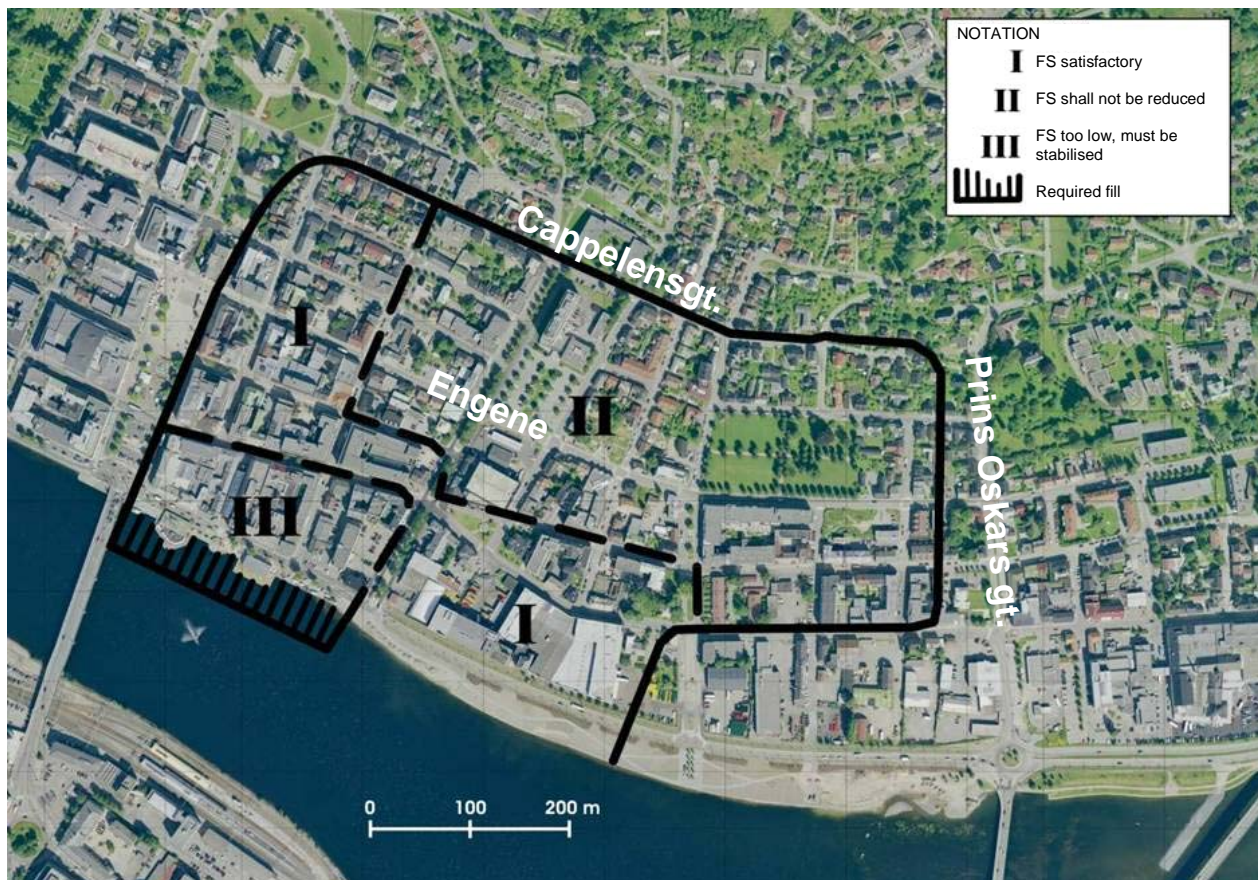 NOTATION
I FS satisfactory
II FS shall not be reduced
III FS too low, must be
stabilised
Required fill
Cappelensgt.
I
Engene
II
Prins Oskars gt.
III
I
0 100 200 m